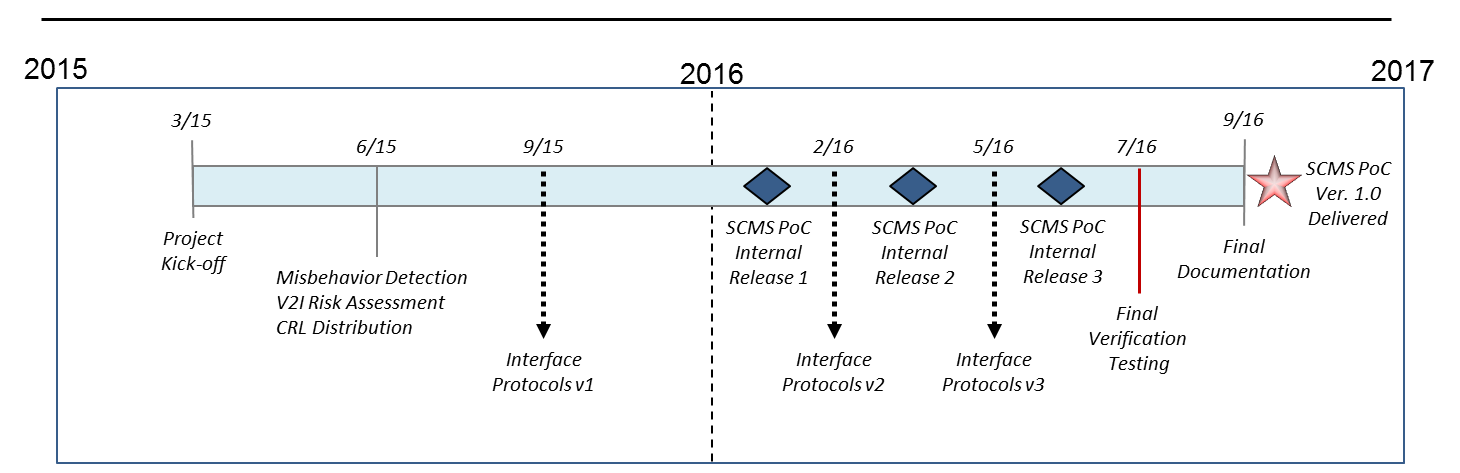 2015
2016
2017
3/15
6/15
9/15
2/16
5/16
7/16
9/16
SCMS PoC
Ver. 1.0
Delivered
Project
Kick-off
Misbehavior Detection
V2I Risk Assessment
CRL Distribution
Interface
Protocols v1
SCMS PoC
Internal
Release 1
Interface
Protocols v2
SCMS PoC
Internal
Release 2
Interface
Protocols v3
SCMS PoC
Internal
Release 3
Final
Verification
Testing
Final
Documentation